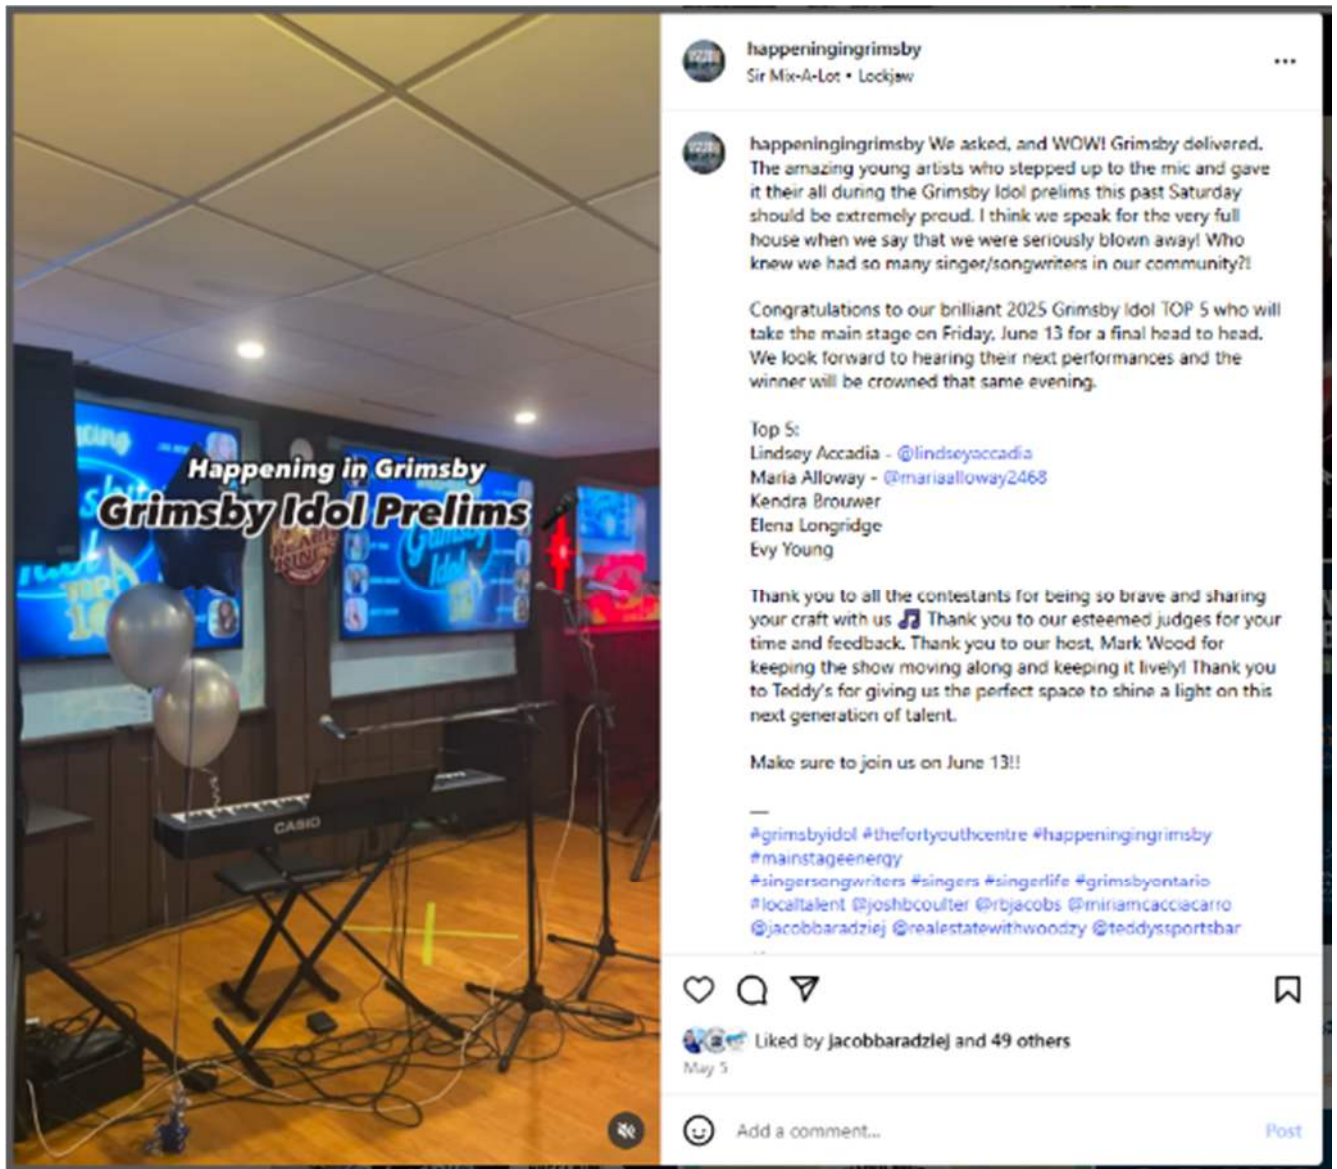 Happening in Grimsby
Grimsby Idol Prelims
Grimsby
Idol
TOP
10
CASIO
happeningingrimsby
Sir Mix-A-Lot • Lockjaw
happeningingrimsby We asked, and WOW! Grimsby delivered.
The amazing young artists who stepped up to the mic and gave
it their all during the Grimsby Idol prelims this past Saturday
should be extremely proud. I think we speak for the very full
house when we say that we were seriously blown away! Who
knew we had so many singer/songwriters in our community?!
Congratulations to our brilliant 2025 Grimsby Idol TOP 5 who will
take the main stage on Friday, June 13 for a final head to head.
We look forward to hearing their next performances and the
winner will be crowned that same evening.
Top 5:
Lindsey Accadia - @lindseyaccadia
Maria Alloway - @mariaalloway2468
Kendra Brouwer
Elena Longridge
Evy Young
Thank you to all the contestants for being so brave and sharing
your craft with us 🎵 Thank you to our esteemed judges for your
time and feedback. Thank you to our host, Mark Wood for
keeping the show moving along and keeping it lively! Thank you
to Teddy's for giving us the perfect space to shine a light on this
next generation of talent.
Make sure to join us on June 13!!
—
#grimsbyidol #thefortyouthcentre #happeningingrimsby
#mainstageenergy
#singersongwriters #singers #singerlife #grimsbyontario
#localtalent @joshbcoulter @rbjacobs @miriamcacciacarro
@jacobbaradziej @realestatewithwoodzy @teddyssportsbar
Liked by jacobbaradziej and 49 others
May 5
Add a comment...
Post